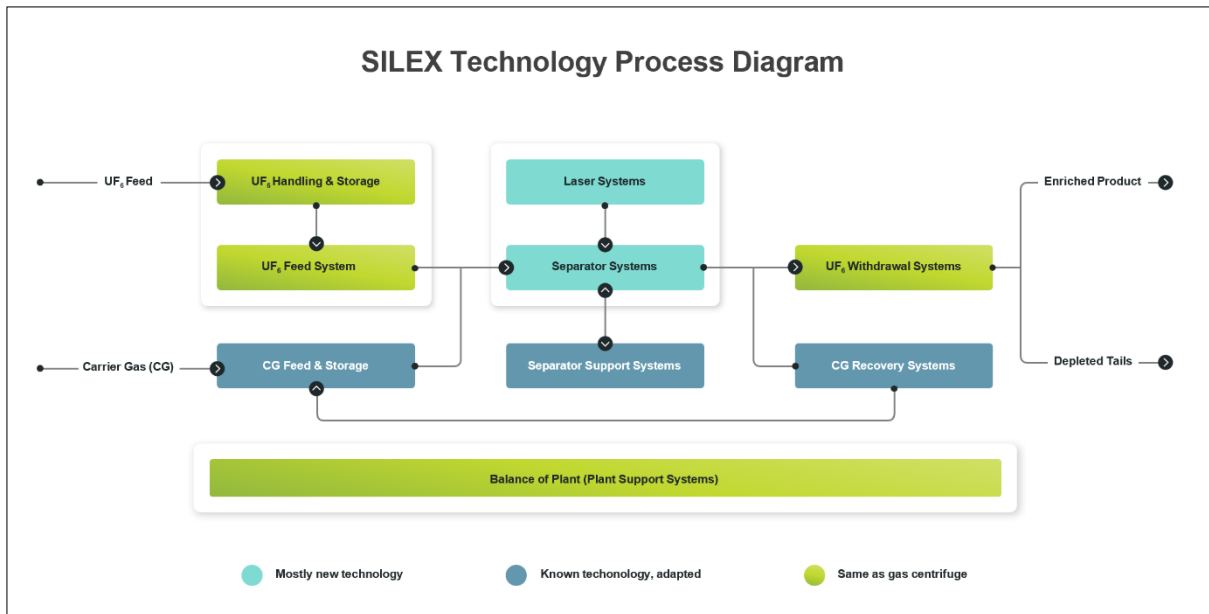 SILEX Technology Process Diagram
UF₆ Feed
UF₆ Handling & Storage
Laser Systems
Enriched Product
UF₆ Feed System
Separator Systems
UF₆ Withdrawal Systems
Carrier Gas (CG)
CG Feed & Storage
Separator Support Systems
CG Recovery Systems
Depleted Tails
Balance of Plant (Plant Support Systems)
Mostly new technology
Known techonology, adapted
Same as gas centrifuge